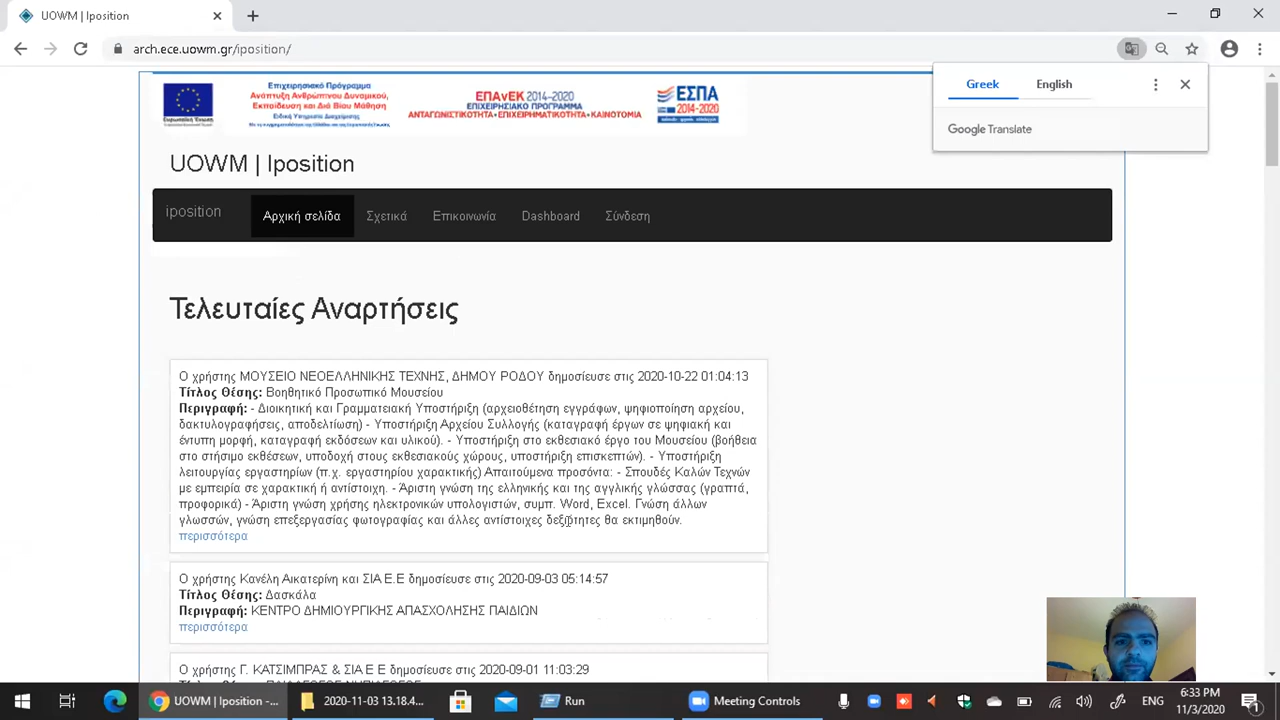 UOWM | Iposition
arch.ece.uowm.gr/iposition/
Greek English
Google Translate
Επιχειρησιακό Πρόγραμμα
Ανάπτυξη Ανθρώπινου Δυναμικού,
Εκπαίδευση και Διά Βίου Μάθηση
Ειδική Υπηρεσία Διαχείρισης
Ευρωπαϊκή Ένωση
ΕΠΑνΕΚ 2014-2020
ΕΠΙΧΕΙΡΗΣΙΑΚΟ ΠΡΟΓΡΑΜΜΑ
ΑΝΤΑΓΩΝΙΣΤΙΚΟΤΗΤΑ•ΕΠΙΧΕΙΡΗΜΑΤΙΚΟΤΗΤΑ•ΚΑΙΝΟΤΟΜΙΑ
ΕΣΠΑ
2014-2020
UOWM | Iposition
iposition Αρχική σελίδα Σχετικά Επικοινωνία Dashboard Σύνδεση
Τελευταίες Αναρτήσεις
Ο χρήστης ΜΟΥΣΕΙΟ ΝΕΟΕΛΛΗΝΙΚΗΣ ΤΕΧΝΗΣ, ΔΗΜΟΥ ΡΟΔΟΥ δημοσίευσε στις 2020-10-22 01:04:13
Τίτλος Θέσης: Βοηθητικό Προσωπικό Μουσείου
Περιγραφή: - Διοικητική και Γραμματειακή Υποστήριξη (αρχειοθέτηση εγγράφων, ψηφιοποίηση αρχείου,
δακτυλογραφήσεις, αποδελτίωση) - Υποστήριξη Αρχείου Συλλογής (καταγραφή έργων σε ψηφιακή και
έντυπη μορφή, καταγραφή εκδόσεων και υλικού). - Υποστήριξη στο εκθεσιακό έργο του Μουσείου (βοήθεια
στο στήσιμο εκθέσεων, υποδοχή στους εκθεσιακούς χώρους, υποστήριξη επισκεπτών). - Υποστήριξη
λειτουργίας εργαστηρίων (π.χ. εργαστηρίου χαρακτικής) Απαιτούμενα προσόντα: - Σπουδές Καλών Τεχνών
με εμπειρία σε χαρακτική ή αντίστοιχη. - Άριστη γνώση της ελληνικής και της αγγλικής γλώσσας (γραπτά,
προφορικά) - Άριστη γνώση χρήσης ηλεκτρονικών υπολογιστών, συμπ. Word, Excel. Γνώση άλλων
γλωσσών, γνώση επεξεργασίας φωτογραφίας και άλλες αντίστοιχες δεξιότητες θα εκτιμηθούν.
περισσότερα
Ο χρήστης Κανέλη Αικατερίνη και ΣΙΑ Ε.Ε δημοσίευσε στις 2020-09-03 05:14:57
Τίτλος Θέσης: Δασκάλα
Περιγραφή: ΚΕΝΤΡΟ ΔΗΜΙΟΥΡΓΙΚΗΣ ΑΠΑΣΧΟΛΗΣΗΣ ΠΑΙΔΙΩΝ
περισσότερα
Ο χρήστης Γ. ΚΑΤΣΙΜΠΡΑΣ & ΣΙΑ Ε Ε δημοσίευσε στις 2020-09-01 11:03:29
UOWM | Iposition -... 2020-11-03 13.18.4... Run Meeting Controls ENG 6:33 PM
11/3/2020